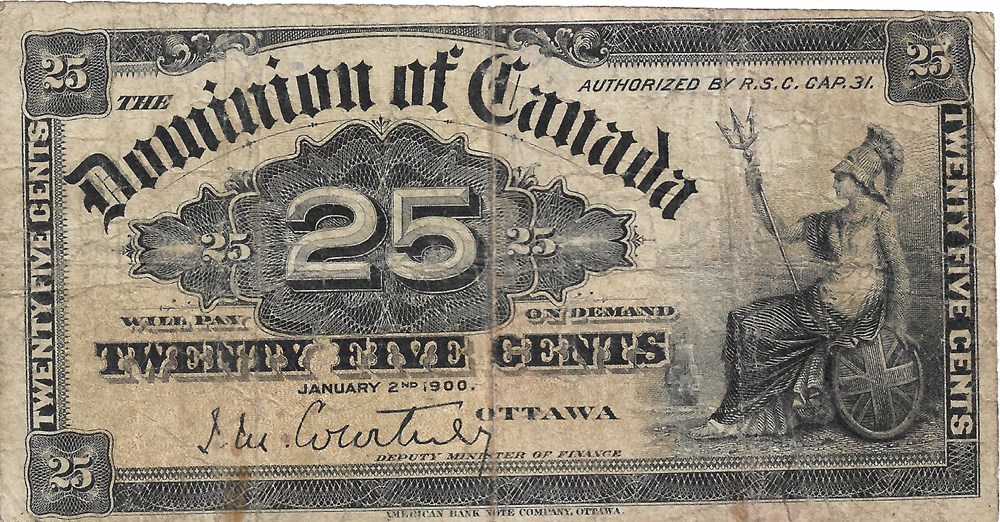 25
25
THE
Dominion of Canada
AUTHORIZED BY R.S.C. CAP. 31.
TWENTY FIVE CENTS
TWENTY FIVE CENTS
25
25
25
WILL PAY
ON DEMAND
TWENTY FIVE CENTS
JANUARY 2ND 1900.
J. M. Courtney
OTTAWA
DEPUTY MINISTER OF FINANCE
25
AMERICAN BANK NOTE COMPANY, OTTAWA.